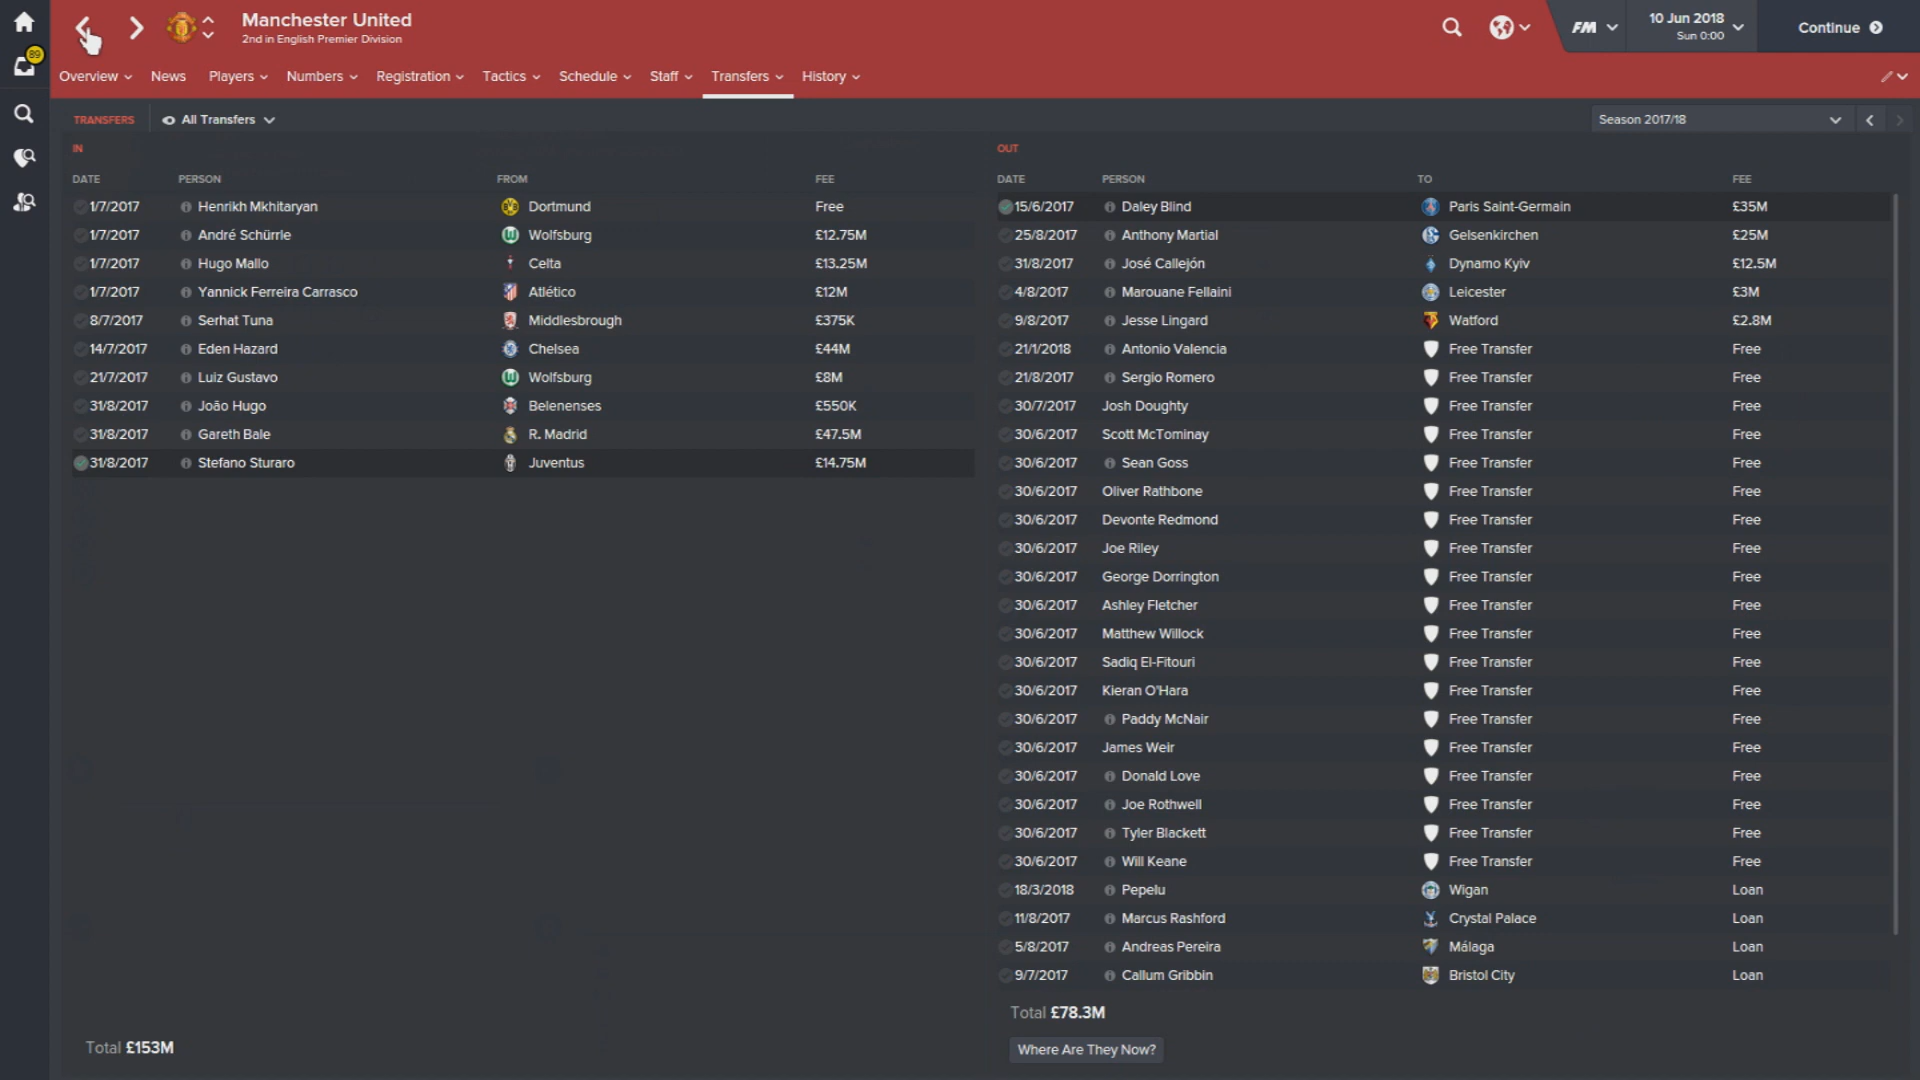 Manchester United
2nd in English Premier Division
FM
10 Jun 2018
Sun 0:00
Continue
89
Overview
News
Players
Numbers
Registration
Tactics
Schedule
Staff
Transfers
History
TRANSFERS
All Transfers
Season 2017/18
IN
DATE PERSON FROM FEE
1/7/2017 Henrikh Mkhitaryan Dortmund Free
1/7/2017 André Schürrle Wolfsburg £12.75M
1/7/2017 Hugo Mallo Celta £13.25M
1/7/2017 Yannick Ferreira Carrasco Atlético £12M
8/7/2017 Serhat Tuna Middlesbrough £375K
14/7/2017 Eden Hazard Chelsea £44M
21/7/2017 Luiz Gustavo Wolfsburg £8M
31/8/2017 João Hugo Belenenses £550K
31/8/2017 Gareth Bale R. Madrid £47.5M
31/8/2017 Stefano Sturaro Juventus £14.75M
Total £153M
OUT
DATE PERSON TO FEE
15/6/2017 Daley Blind Paris Saint-Germain £35M
25/8/2017 Anthony Martial Gelsenkirchen £25M
31/8/2017 José Callejón Dynamo Kyiv £12.5M
4/8/2017 Marouane Fellaini Leicester £3M
9/8/2017 Jesse Lingard Watford £2.8M
21/1/2018 Antonio Valencia Free Transfer Free
21/8/2017 Sergio Romero Free Transfer Free
30/7/2017 Josh Doughty Free Transfer Free
30/6/2017 Scott McTominay Free Transfer Free
30/6/2017 Sean Goss Free Transfer Free
30/6/2017 Oliver Rathbone Free Transfer Free
30/6/2017 Devonte Redmond Free Transfer Free
30/6/2017 Joe Riley Free Transfer Free
30/6/2017 George Dorrington Free Transfer Free
30/6/2017 Ashley Fletcher Free Transfer Free
30/6/2017 Matthew Willock Free Transfer Free
30/6/2017 Sadiq El-Fitouri Free Transfer Free
30/6/2017 Kieran O'Hara Free Transfer Free
30/6/2017 Paddy McNair Free Transfer Free
30/6/2017 James Weir Free Transfer Free
30/6/2017 Donald Love Free Transfer Free
30/6/2017 Joe Rothwell Free Transfer Free
30/6/2017 Tyler Blackett Free Transfer Free
30/6/2017 Will Keane Free Transfer Free
18/3/2018 Pepelu Wigan Loan
11/8/2017 Marcus Rashford Crystal Palace Loan
5/8/2017 Andreas Pereira Málaga Loan
9/7/2017 Callum Gribbin Bristol City Loan
Total £78.3M
Where Are They Now?